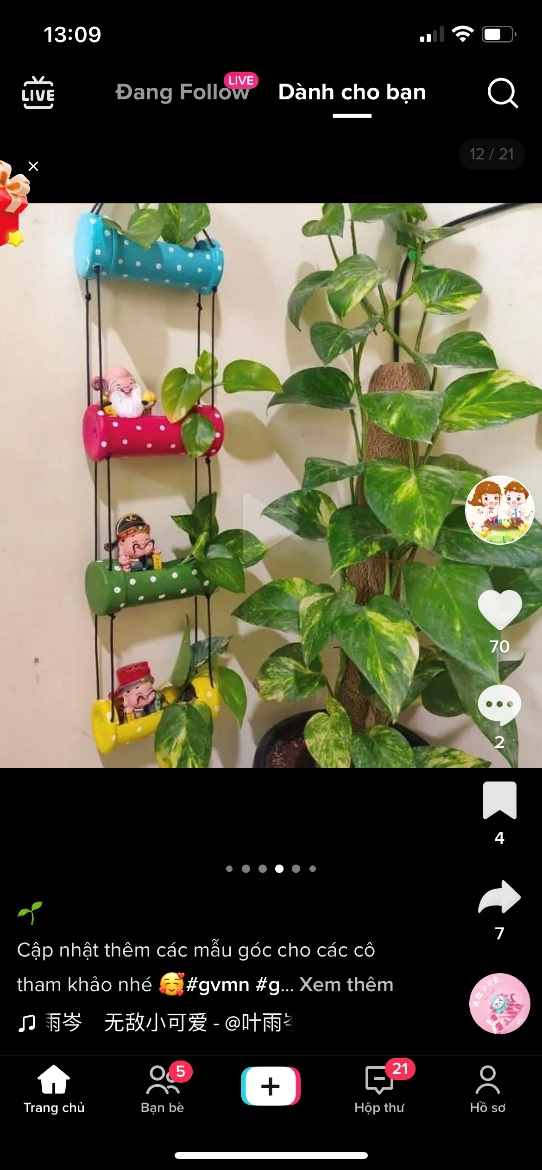 13:09
LIVE
Đang Follow
LIVE
Dành cho bạn
12 / 21
70
2
4
7
Cập nhật thêm các mẫu góc cho các cô
tham khảo nhé 🥰#gvmn #g... Xem thêm
雨岑 无敌小可爱 - @叶雨
Trang chủ
Bạn bè
5
Hộp thư
21
Hồ sơ